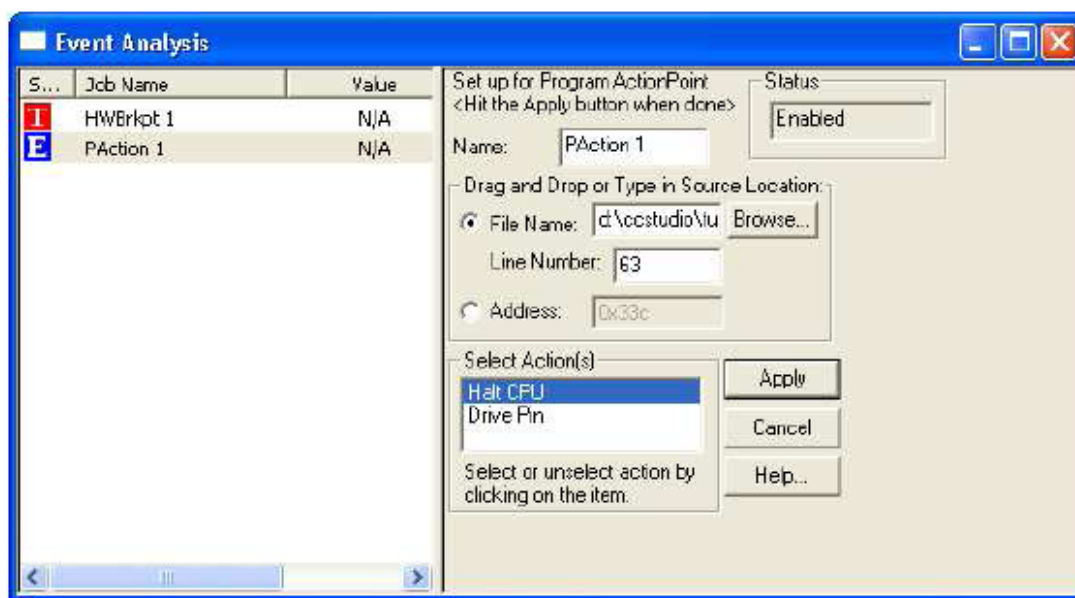 Event Analysis
S... Job Name Value
T HWBrkpt 1 N/A
E PAction 1 N/A
Set up for Program ActionPoint
<Hit the Apply button when done>
Status
Enabled
Name: PAction 1
Drag and Drop or Type in Source Location:
File Name: d:\ccstudio\tu Browse...
Line Number: 63
Address: 0x33c
Select Action(s)
Halt CPU
Drive Pin
Select or unselect action by
clicking on the item.
Apply
Cancel
Help...